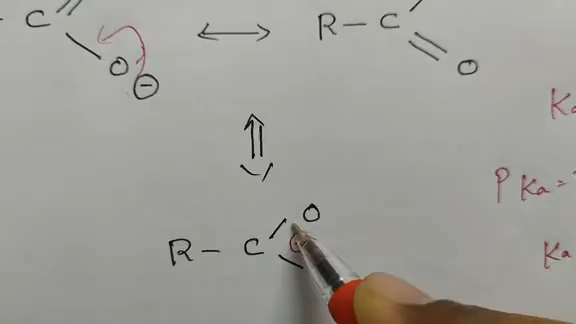 C O ⊖ ⟷ R – C O
Ka
PKa =
R – C O
Ka